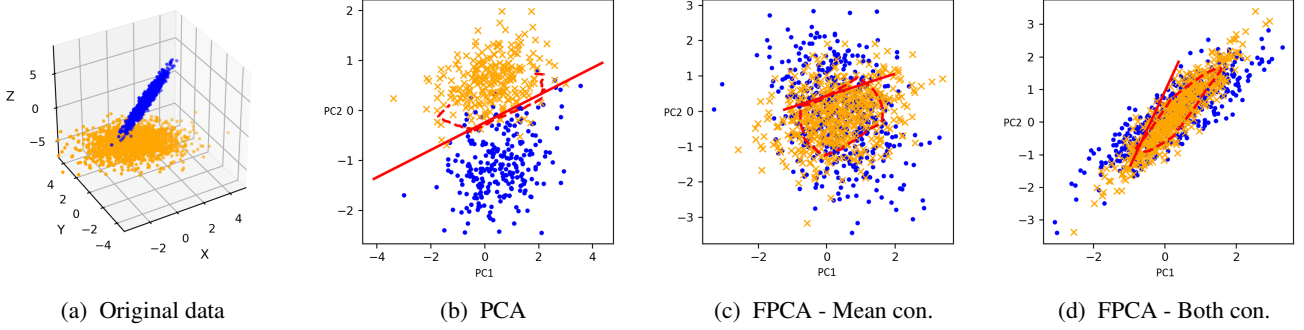 Z
5
0
−5
4
2
0
−2
−4
Y
−2
0
2
4
X
2
1
PC2 0
−1
−2
−4 −2 0 2 4
PC1
3
2
1
PC2 0
−1
−2
−3
−2 0 2
PC1
3
2
1
PC2 0
−1
−2
−3
−2 0 2
PC1
(a) Original data
(b) PCA
(c) FPCA - Mean con.
(d) FPCA - Both con.